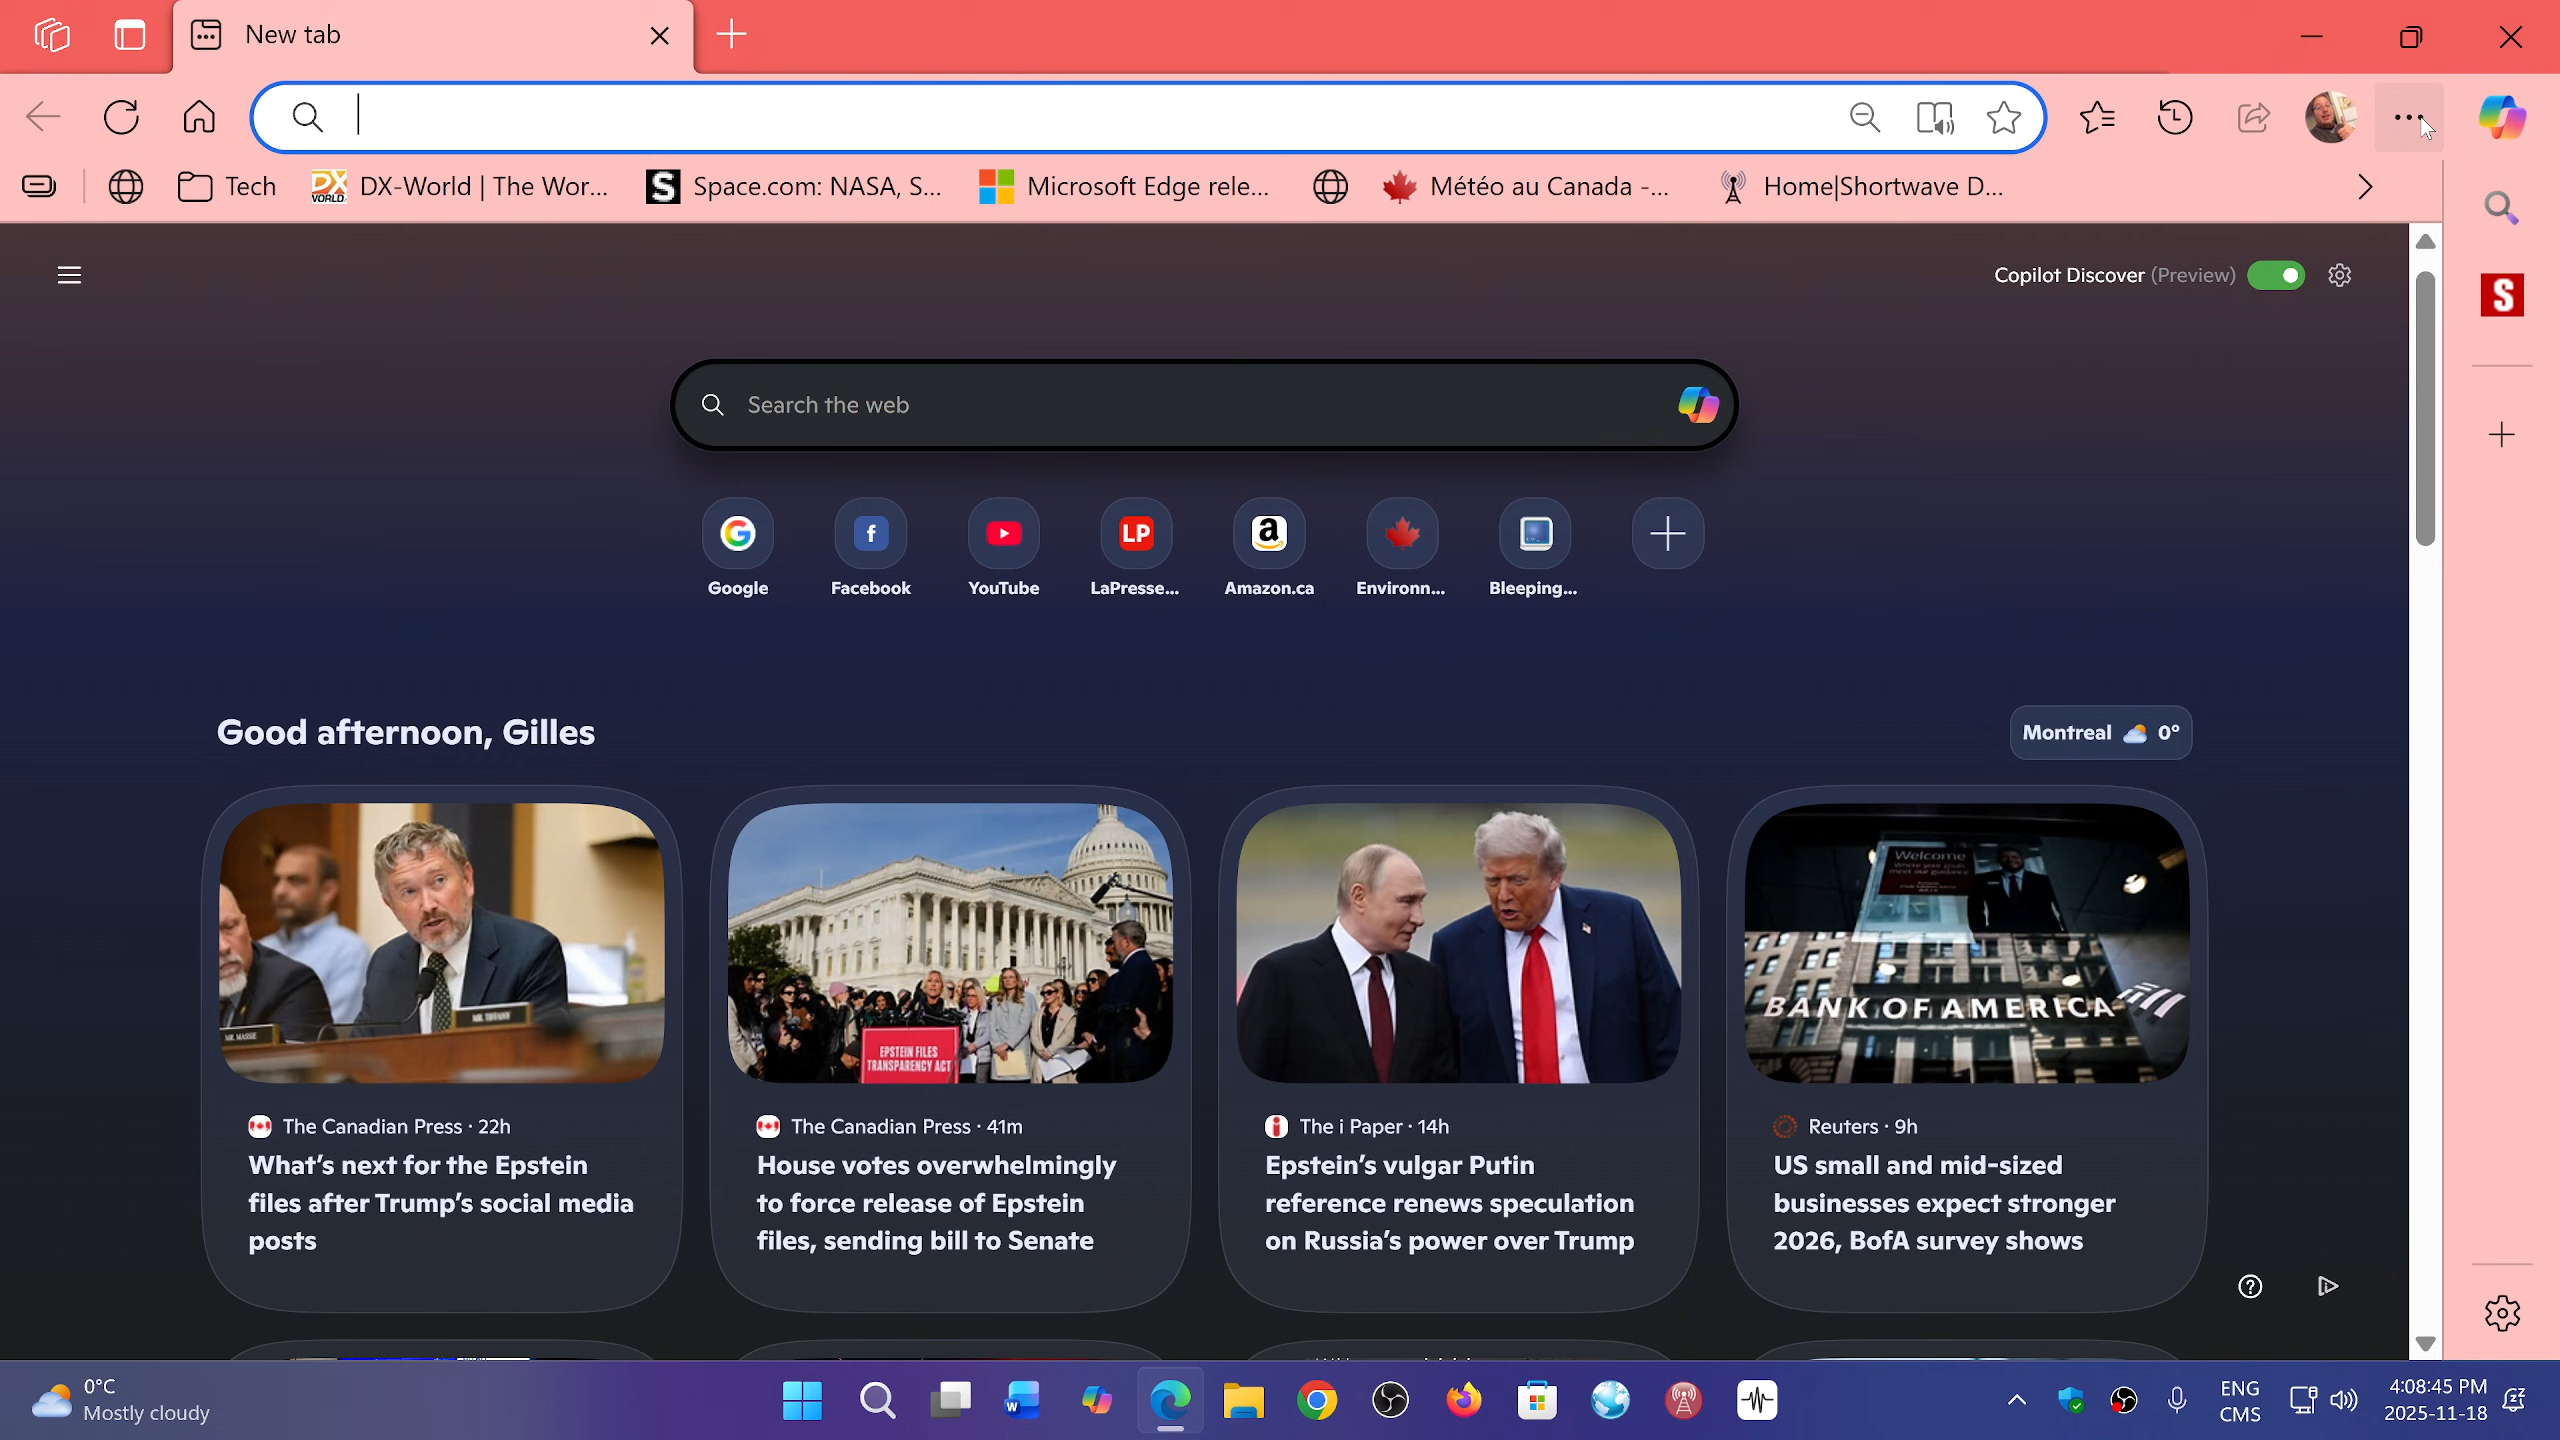 New tab
Tech
DX-World | The Wor...
Space.com: NASA, S...
Microsoft Edge rele...
Météo au Canada -...
Home|Shortwave D...
Copilot Discover (Preview)
Search the web
Google
Facebook
YouTube
LaPresse...
Amazon.ca
Environn...
Bleeping...
Good afternoon, Gilles
Montreal 0°
MR. MASSIE
MR. TIFFANY
EPSTEIN FILES
TRANSPARENCY ACT
Welcome
BANK OF AMERICA
The Canadian Press · 22h
What's next for the Epstein
files after Trump's social media
posts
The Canadian Press · 41m
House votes overwhelmingly
to force release of Epstein
files, sending bill to Senate
The i Paper · 14h
Epstein's vulgar Putin
reference renews speculation
on Russia's power over Trump
Reuters · 9h
US small and mid-sized
businesses expect stronger
2026, BofA survey shows
0°C
Mostly cloudy
ENG
CMS
4:08:45 PM
2025-11-18